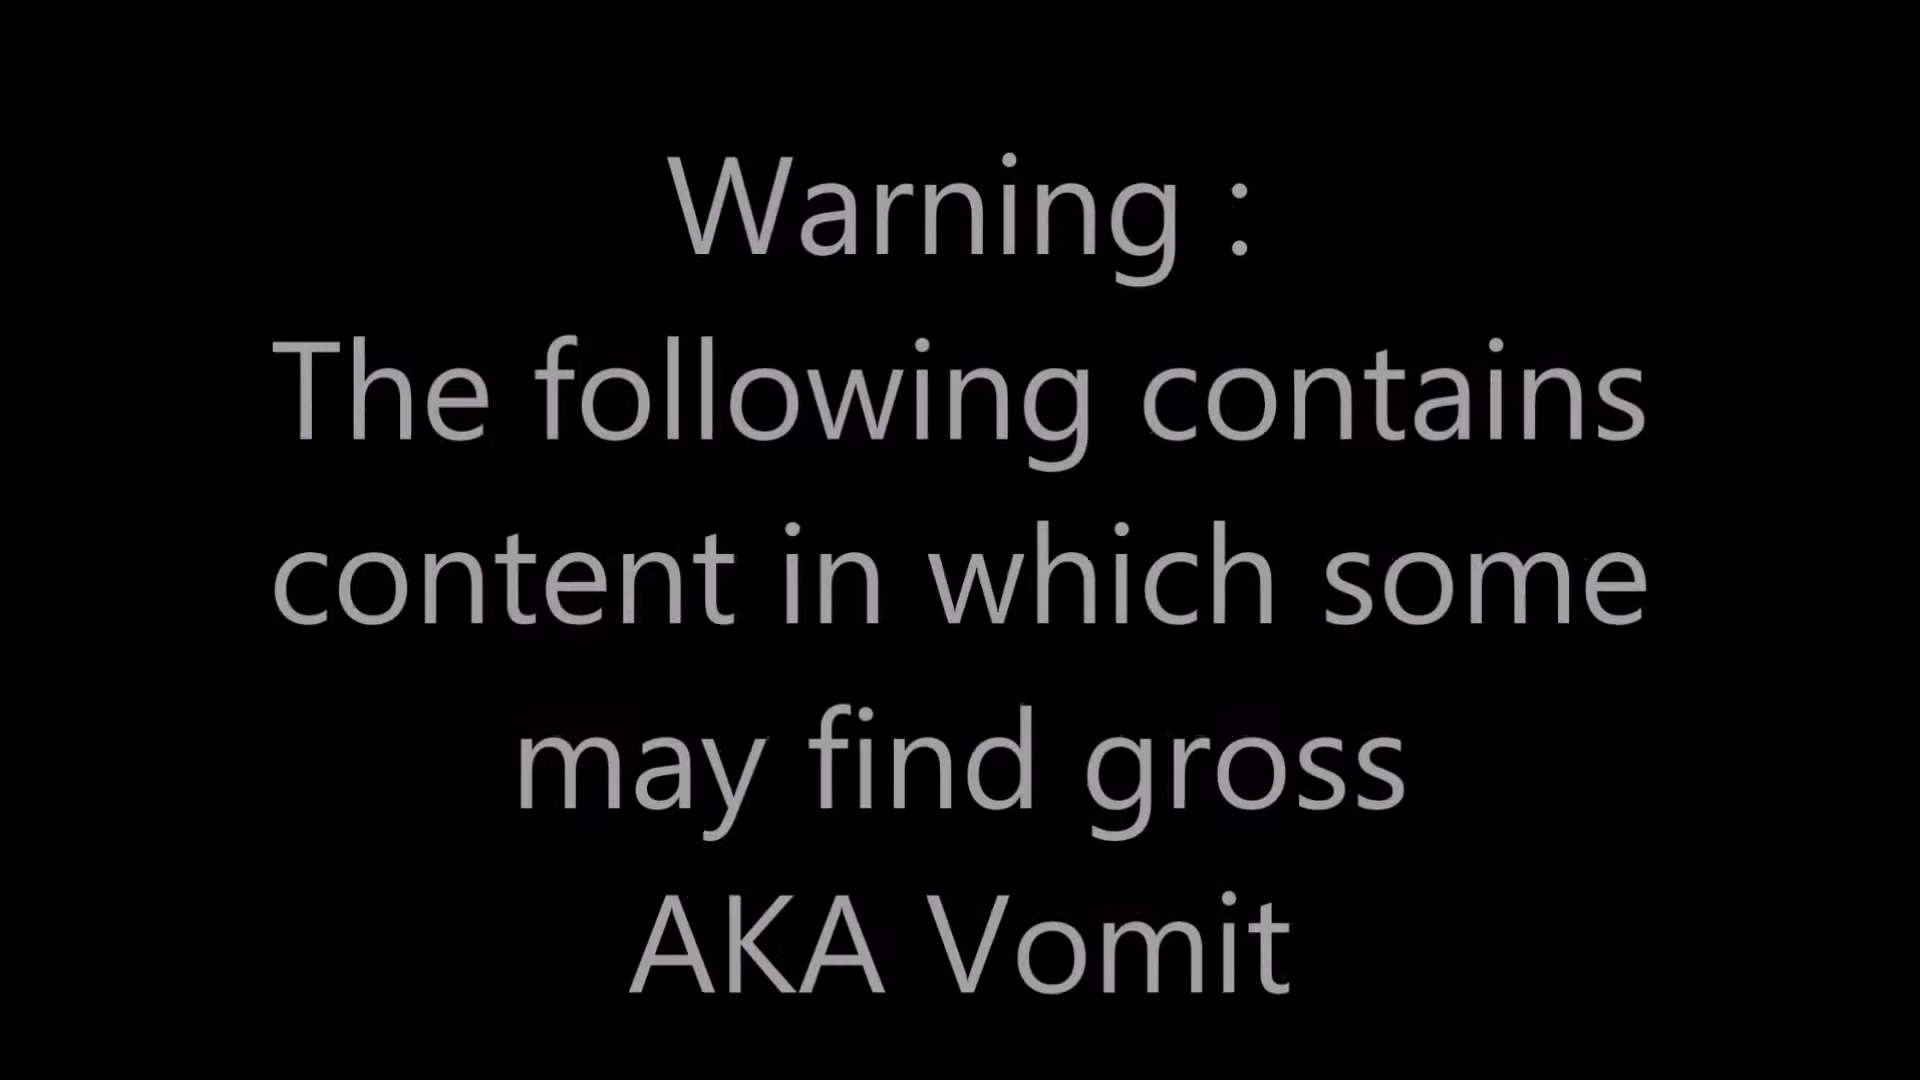 Warning :
The following contains
content in which some
may find gross
AKA Vomit